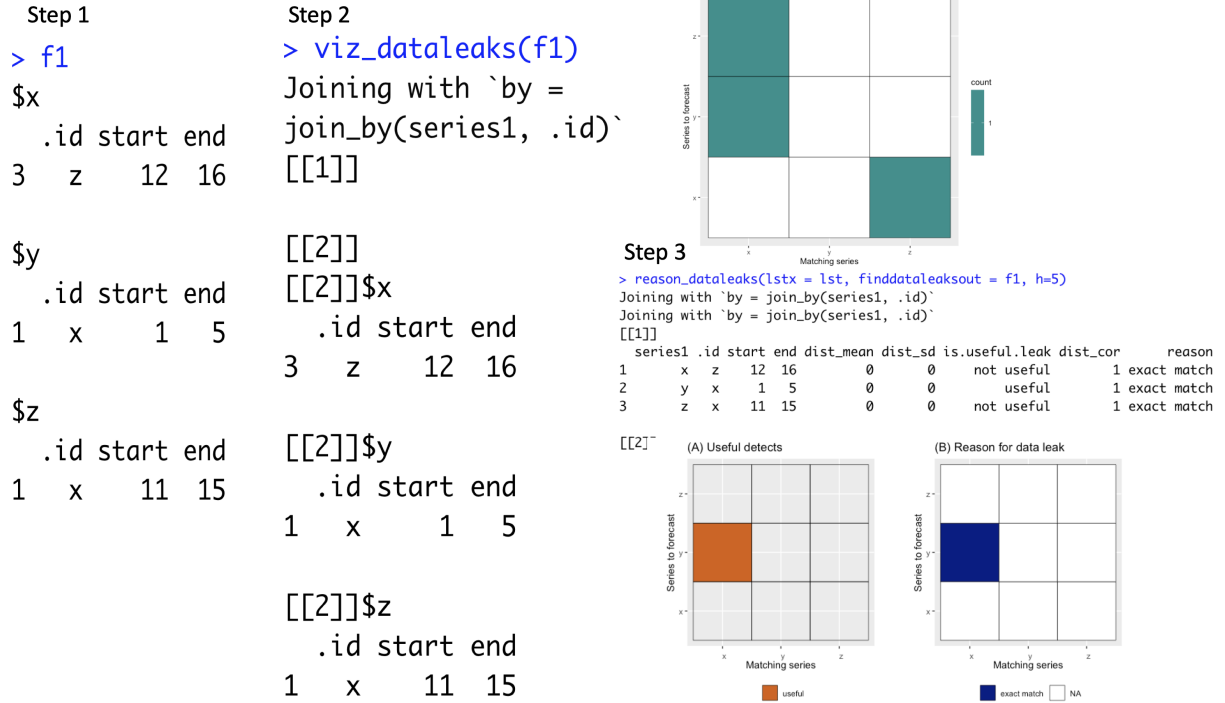 Step 1
> f1
$x
.id start end
3 z 12 16
$y
.id start end
1 x 1 5
$z
.id start end
1 x 11 15
Step 2
> viz_dataleaks(f1)
Joining with `by =
join_by(series1, .id)`
[[1]]
[[2]]
[[2]]$x
.id start end
3 z 12 16
[[2]]$y
.id start end
1 x 1 5
[[2]]$z
.id start end
1 x 11 15
z
y
x
Series to forecast
x y z
Matching series
count
1
Step 3
> reason_dataleaks(lstx = lst, finddataleaksout = f1, h=5)
Joining with `by = join_by(series1, .id)`
Joining with `by = join_by(series1, .id)`
[[1]]
series1 .id start end dist_mean dist_sd is.useful.leak dist_cor reason
1 x z 12 16 0 0 not useful 1 exact match
2 y x 1 5 0 0 useful 1 exact match
3 z x 11 15 0 0 not useful 1 exact match
[[2]
(A) Useful detects
z
y
x
Series to forecast
x y z
Matching series
useful
(B) Reason for data leak
z
y
x
Series to forecast
x y z
Matching series
exact match NA